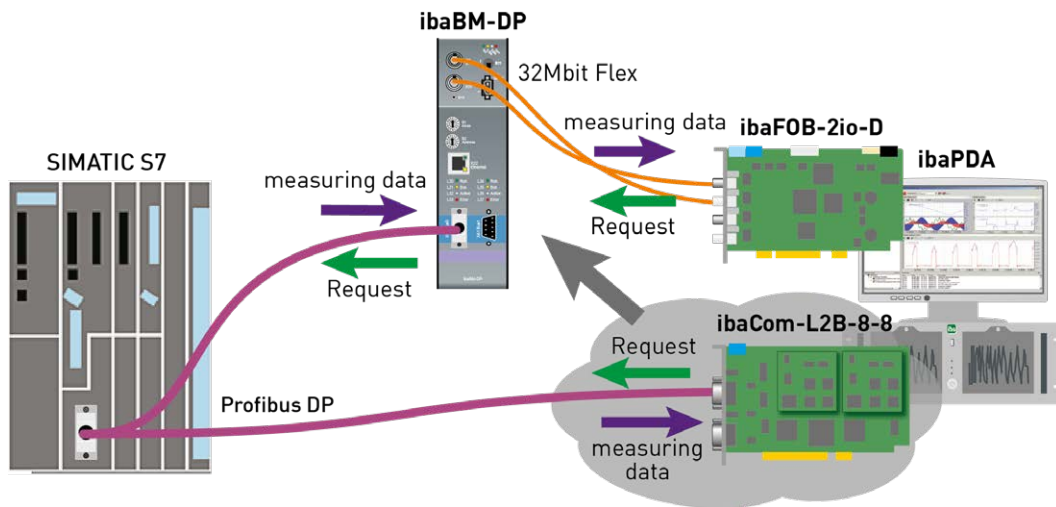 ibaBM-DP
32Mbit Flex
measuring data
ibaFOB-2io-D
SIMATIC S7
ibaPDA
measuring data
Request
Request
ibaCom-L2B-8-8
Request
Profibus DP
measuring
data